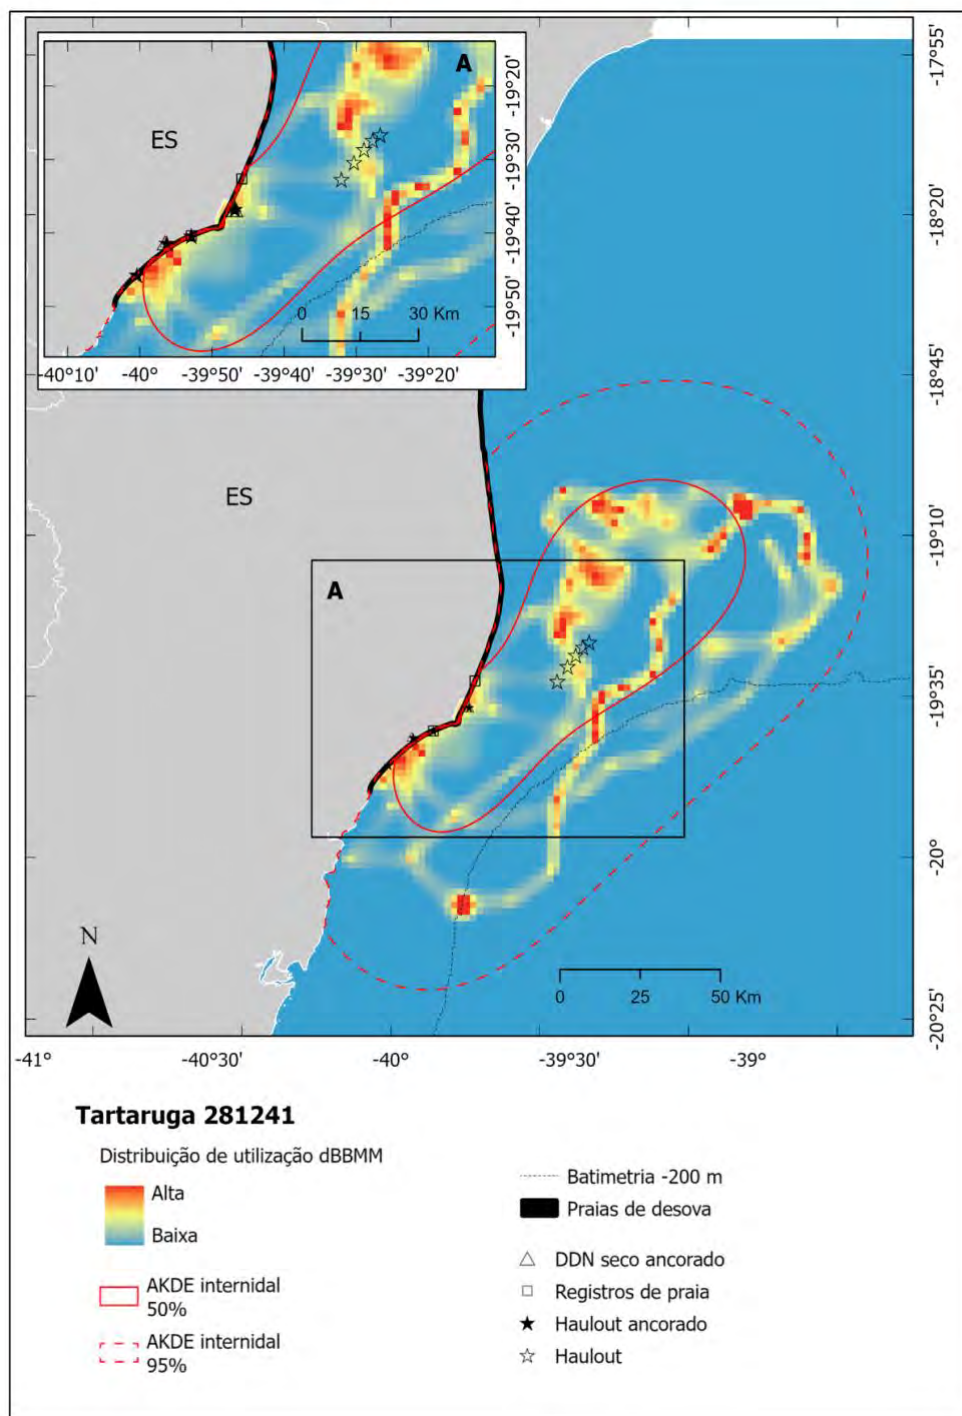 A
ES
-19°20'
-19°30'
-19°40'
-19°50'
0 15 30 Km
-40°10' -40° -39°50' -39°40' -39°30' -39°20'
-17°55'
-18°20'
-18°45'
-19°10'
-19°35'
-20°
-20°25'
ES
A
N
0 25 50 Km
-41° -40°30' -40° -39°30' -39°
Tartaruga 281241
Distribuição de utilização dBBMM
Alta
Baixa
AKDE internidal
50%
AKDE internidal
95%
Batimetria -200 m
Praias de desova
DDN seco ancorado
Registros de praia
Haulout ancorado
Haulout